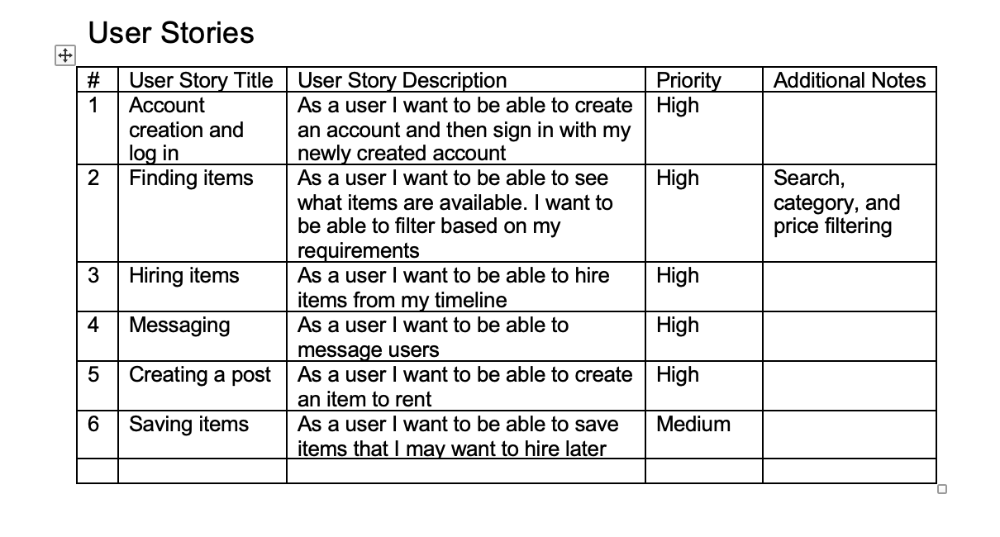 User Stories
# User Story Title User Story Description Priority Additional Notes
1 Account As a user I want to be able to create High
creation and an account and then sign in with my
log in newly created account
2 Finding items As a user I want to be able to see High Search,
what items are available. I want to category, and
be able to filter based on my price filtering
requirements
3 Hiring items As a user I want to be able to hire High
items from my timeline
4 Messaging As a user I want to be able to High
message users
5 Creating a post As a user I want to be able to create High
an item to rent
6 Saving items As a user I want to be able to save Medium
items that I may want to hire later